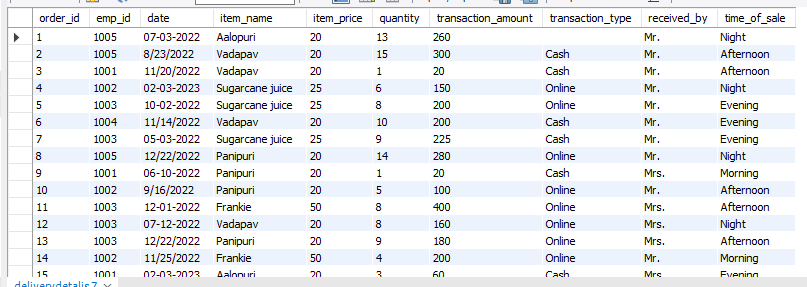 order_id emp_id date item_name item_price quantity transaction_amount transaction_type received_by time_of_sale
1 1005 07-03-2022 Aalopuri 20 13 260 Mr. Night
2 1005 8/23/2022 Vadapav 20 15 300 Cash Mr. Afternoon
3 1001 11/20/2022 Vadapav 20 1 20 Cash Mr. Afternoon
4 1002 02-03-2023 Sugarcane juice 25 6 150 Online Mr. Night
5 1003 10-02-2022 Sugarcane juice 25 8 200 Online Mr. Evening
6 1004 11/14/2022 Vadapav 20 10 200 Cash Mr. Evening
7 1003 05-03-2022 Sugarcane juice 25 9 225 Cash Mr. Evening
8 1005 12/22/2022 Panipuri 20 14 280 Online Mr. Night
9 1001 06-10-2022 Panipuri 20 1 20 Cash Mrs. Morning
10 1002 9/16/2022 Panipuri 20 5 100 Online Mr. Afternoon
11 1003 12-01-2022 Frankie 50 8 400 Online Mrs. Afternoon
12 1003 07-12-2022 Vadapav 20 8 160 Online Mrs. Night
13 1003 12/22/2022 Panipuri 20 9 180 Online Mrs. Afternoon
14 1002 11/25/2022 Frankie 50 4 200 Online Mr. Morning
15 1001 02-03-2023 Aalopuri 20 3 60 Cash Mrs. Evening
deliverydetalis7